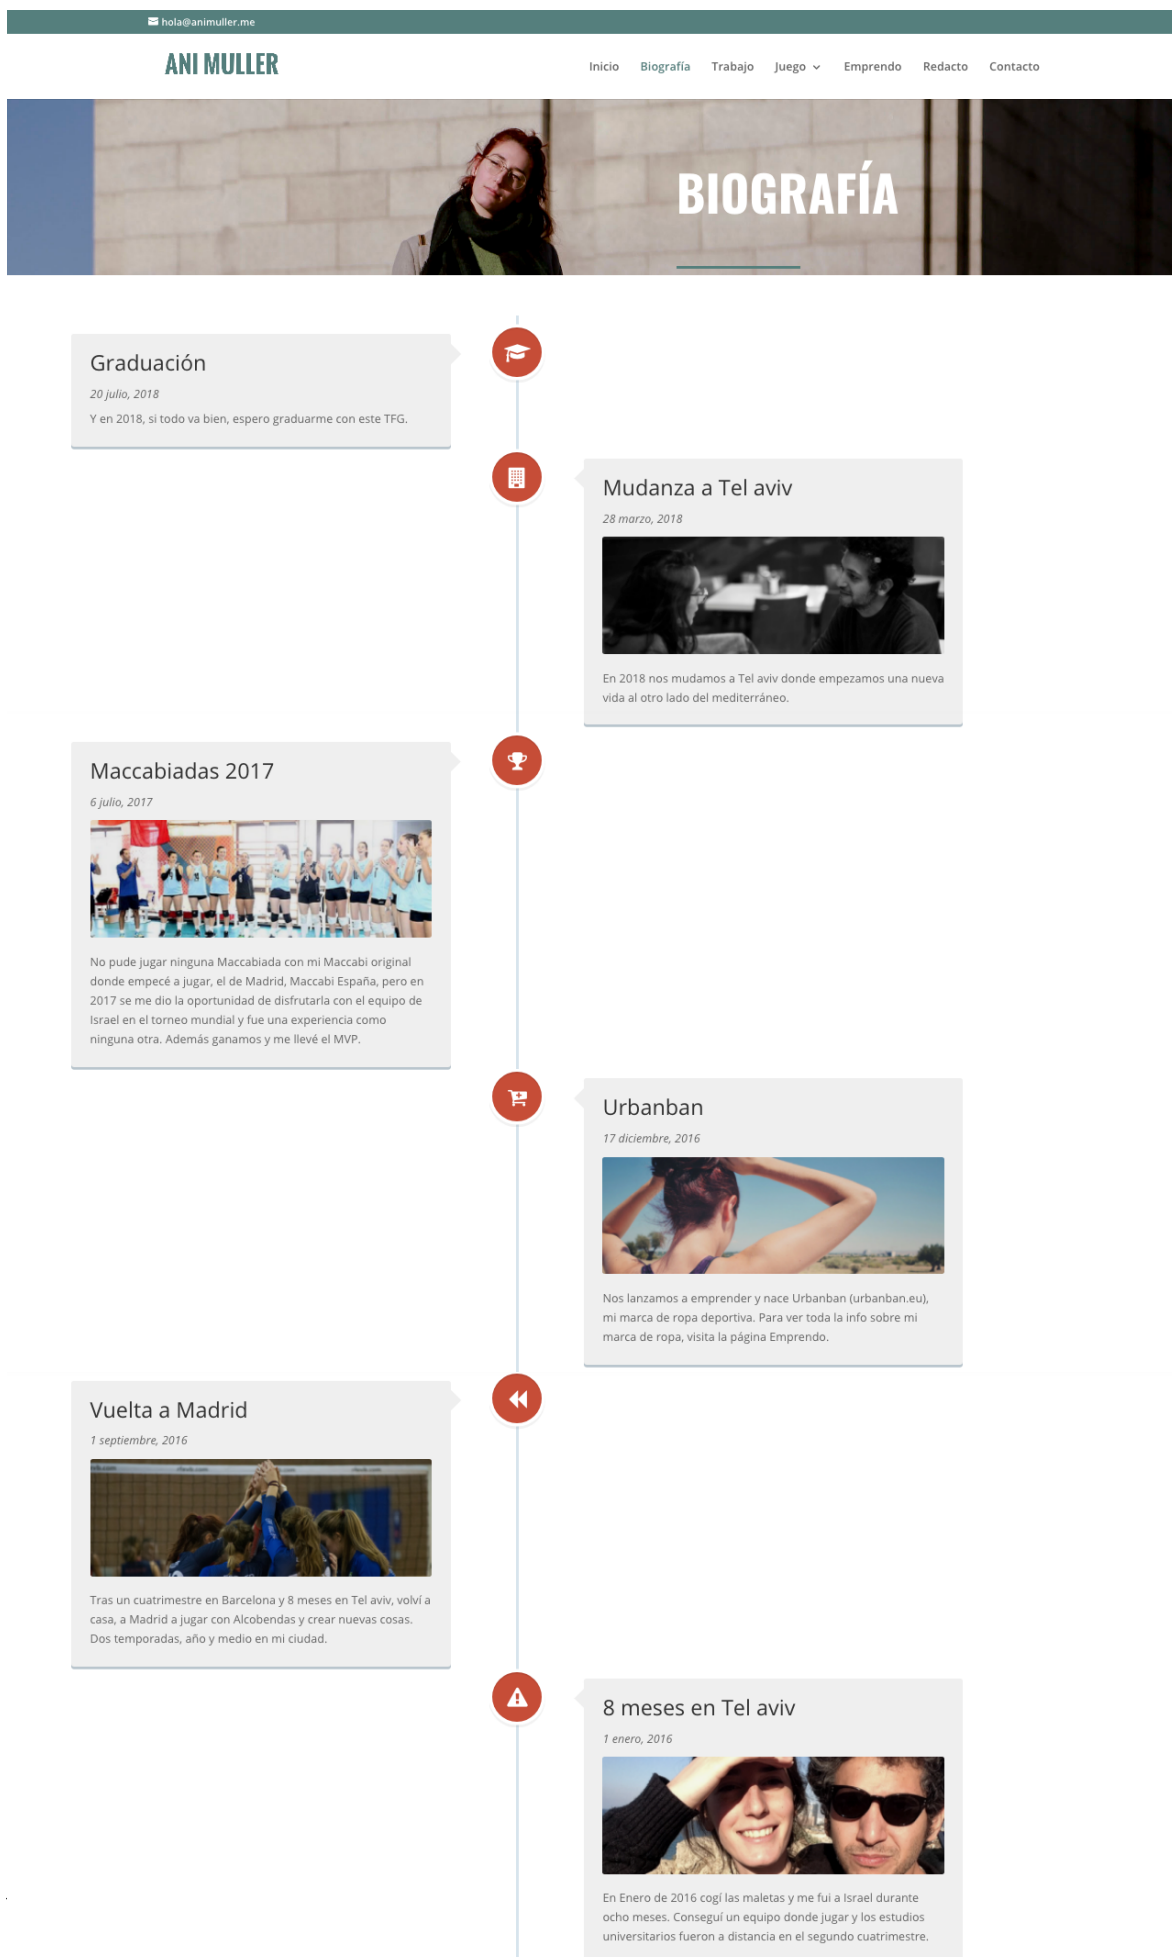 hola@animuller.me
ANI MULLER
Inicio Biografía Trabajo Juego Emprendo Redacto Contacto
BIOGRAFÍA
Graduación
20 julio, 2018
Y en 2018, si todo va bien, espero graduarme con este TFG.
Mudanza a Tel aviv
28 marzo, 2018
En 2018 nos mudamos a Tel aviv donde empezamos una nueva
vida al otro lado del mediterráneo.
Maccabiadas 2017
6 julio, 2017
No pude jugar ninguna Maccabiada con mi Maccabi original
donde empecé a jugar, el de Madrid, Maccabi España, pero en
2017 se me dio la oportunidad de disfrutarla con el equipo de
Israel en el torneo mundial y fue una experiencia como
ninguna otra. Además ganamos y me llevé el MVP.
Urbanban
17 diciembre, 2016
Nos lanzamos a emprender y nace Urbanban (urbanban.eu),
mi marca de ropa deportiva. Para ver toda la info sobre mi
marca de ropa, visita la página Emprendo.
Vuelta a Madrid
1 septiembre, 2016
Tras un cuatrimestre en Barcelona y 8 meses en Tel aviv, volví a
casa, a Madrid a jugar con Alcobendas y crear nuevas cosas.
Dos temporadas, año y medio en mi ciudad.
8 meses en Tel aviv
1 enero, 2016
En Enero de 2016 cogí las maletas y me fui a Israel durante
ocho meses. Conseguí un equipo donde jugar y los estudios
universitarios fueron a distancia en el segundo cuatrimestre.